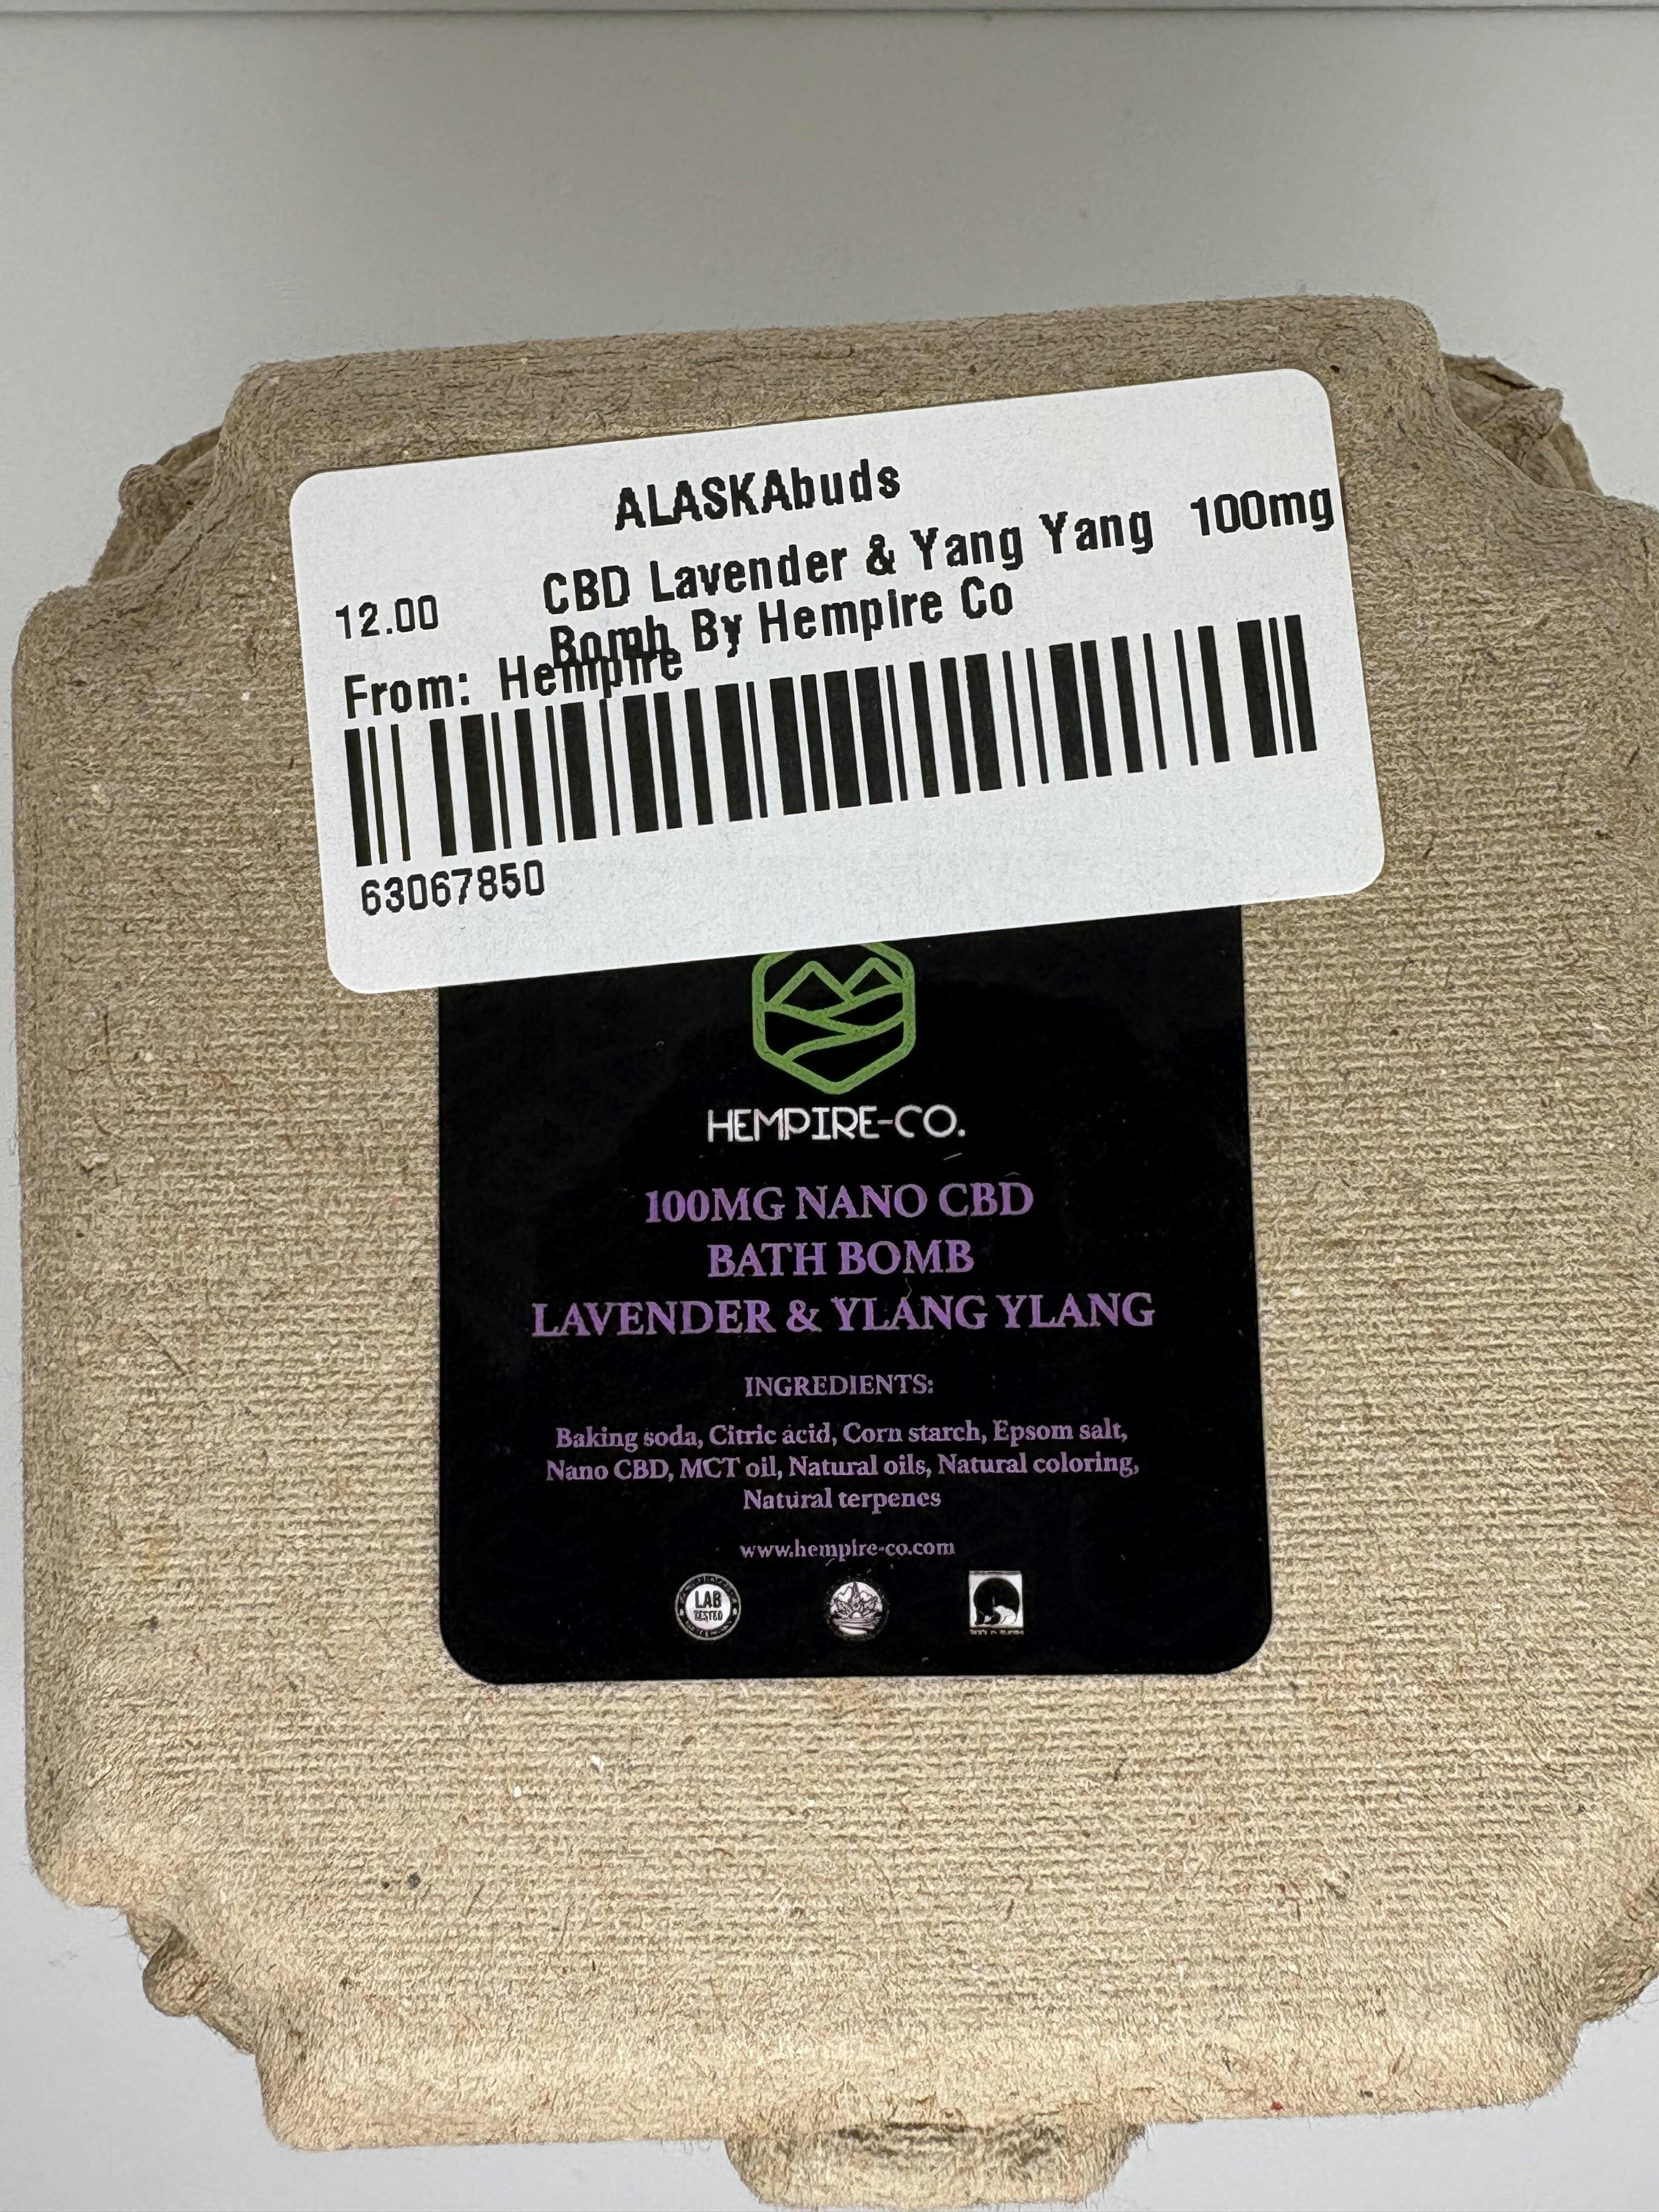 ALASKAbuds
CBD Lavender & Yang Yang 100mg
12.00 Bomb By Hempire Co
From: Hempire
63067850
HEMPIRE-CO.
100MG NANO CBD
BATH BOMB
LAVENDER & YLANG YLANG
INGREDIENTS:
Baking soda, Citric acid, Corn starch, Epsom salt,
Nano CBD, MCT oil, Natural oils, Natural coloring,
Natural terpenes
www.hempire-co.com
LAB
TESTED